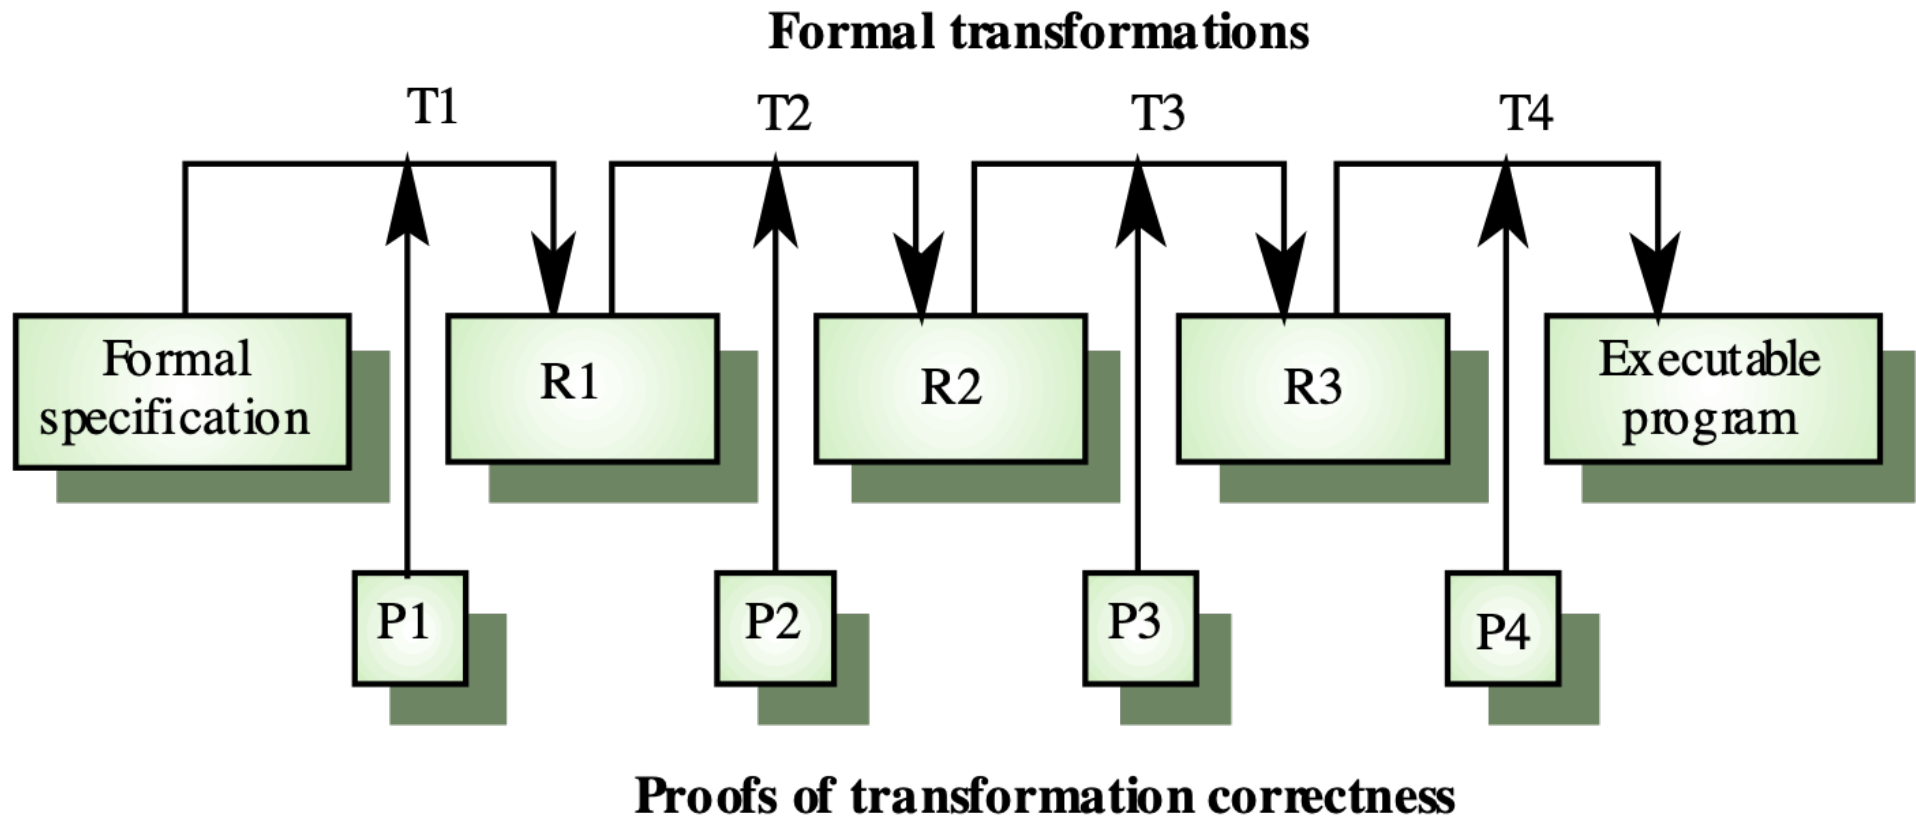 Formal transformations
T1
T2
T3
T4
Formal
specification
R1
R2
R3
Executable
program
P1
P2
P3
P4
Proofs of transformation correctness